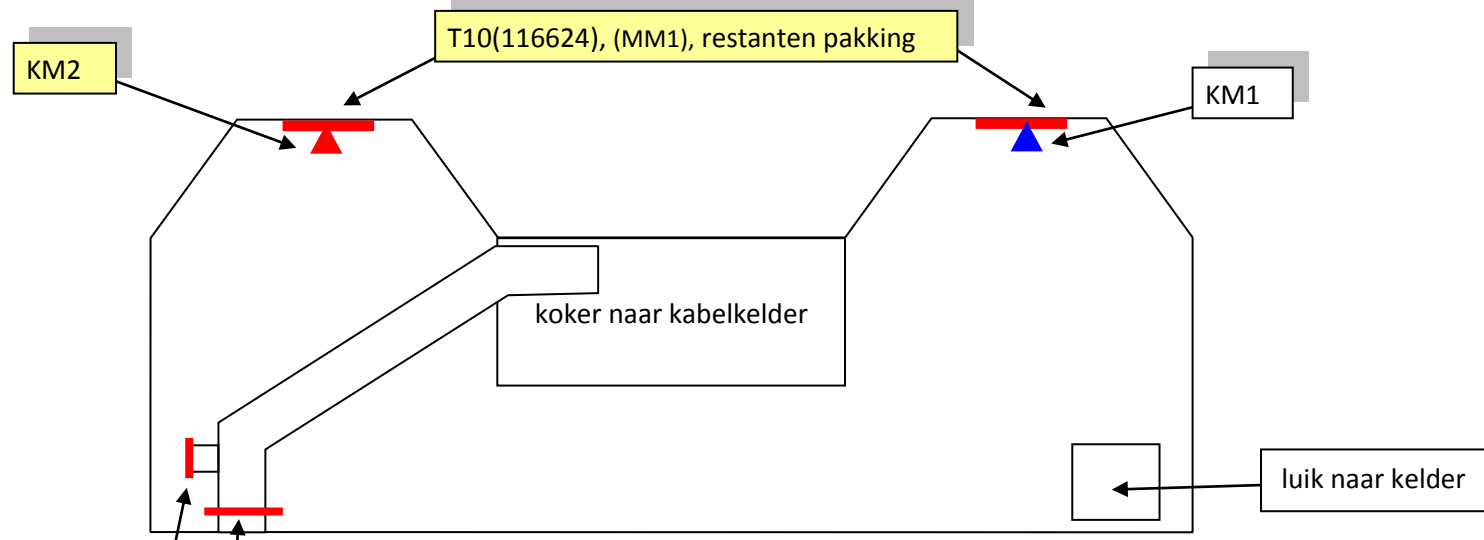 T10(116624), (MM1), restanten pakking
KM2
KM1
koker naar kabelkelder
luik naar kelder